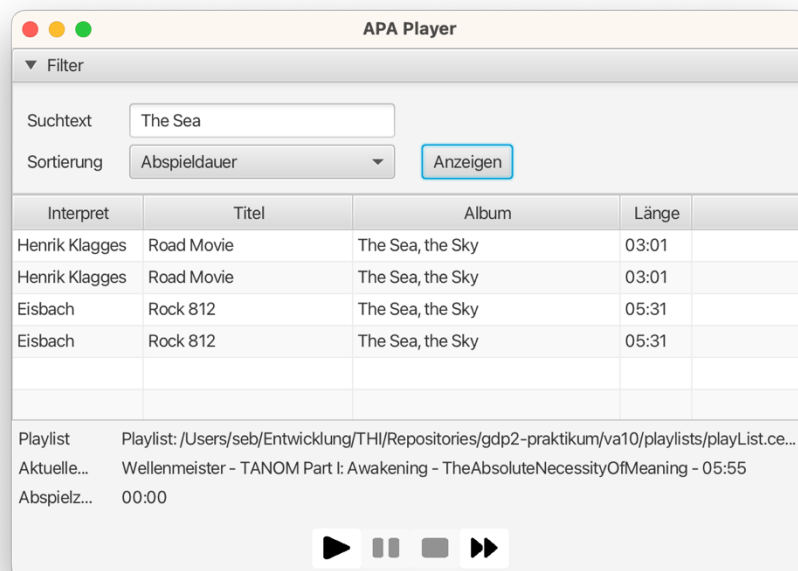 APA Player
Filter
Suchtext The Sea
Sortierung Abspieldauer Anzeigen
Interpret Titel Album Länge
Henrik Klagges Road Movie The Sea, the Sky 03:01
Henrik Klagges Road Movie The Sea, the Sky 03:01
Eisbach Rock 812 The Sea, the Sky 05:31
Eisbach Rock 812 The Sea, the Sky 05:31
Playlist Playlist: /Users/seb/Entwicklung/THI/Repositories/gdp2-praktikum/va10/playlists/playList.ce...
Aktuelle... Wellenmeister - TANOM Part I: Awakening - TheAbsoluteNecessityOfMeaning - 05:55
Abspielz... 00:00